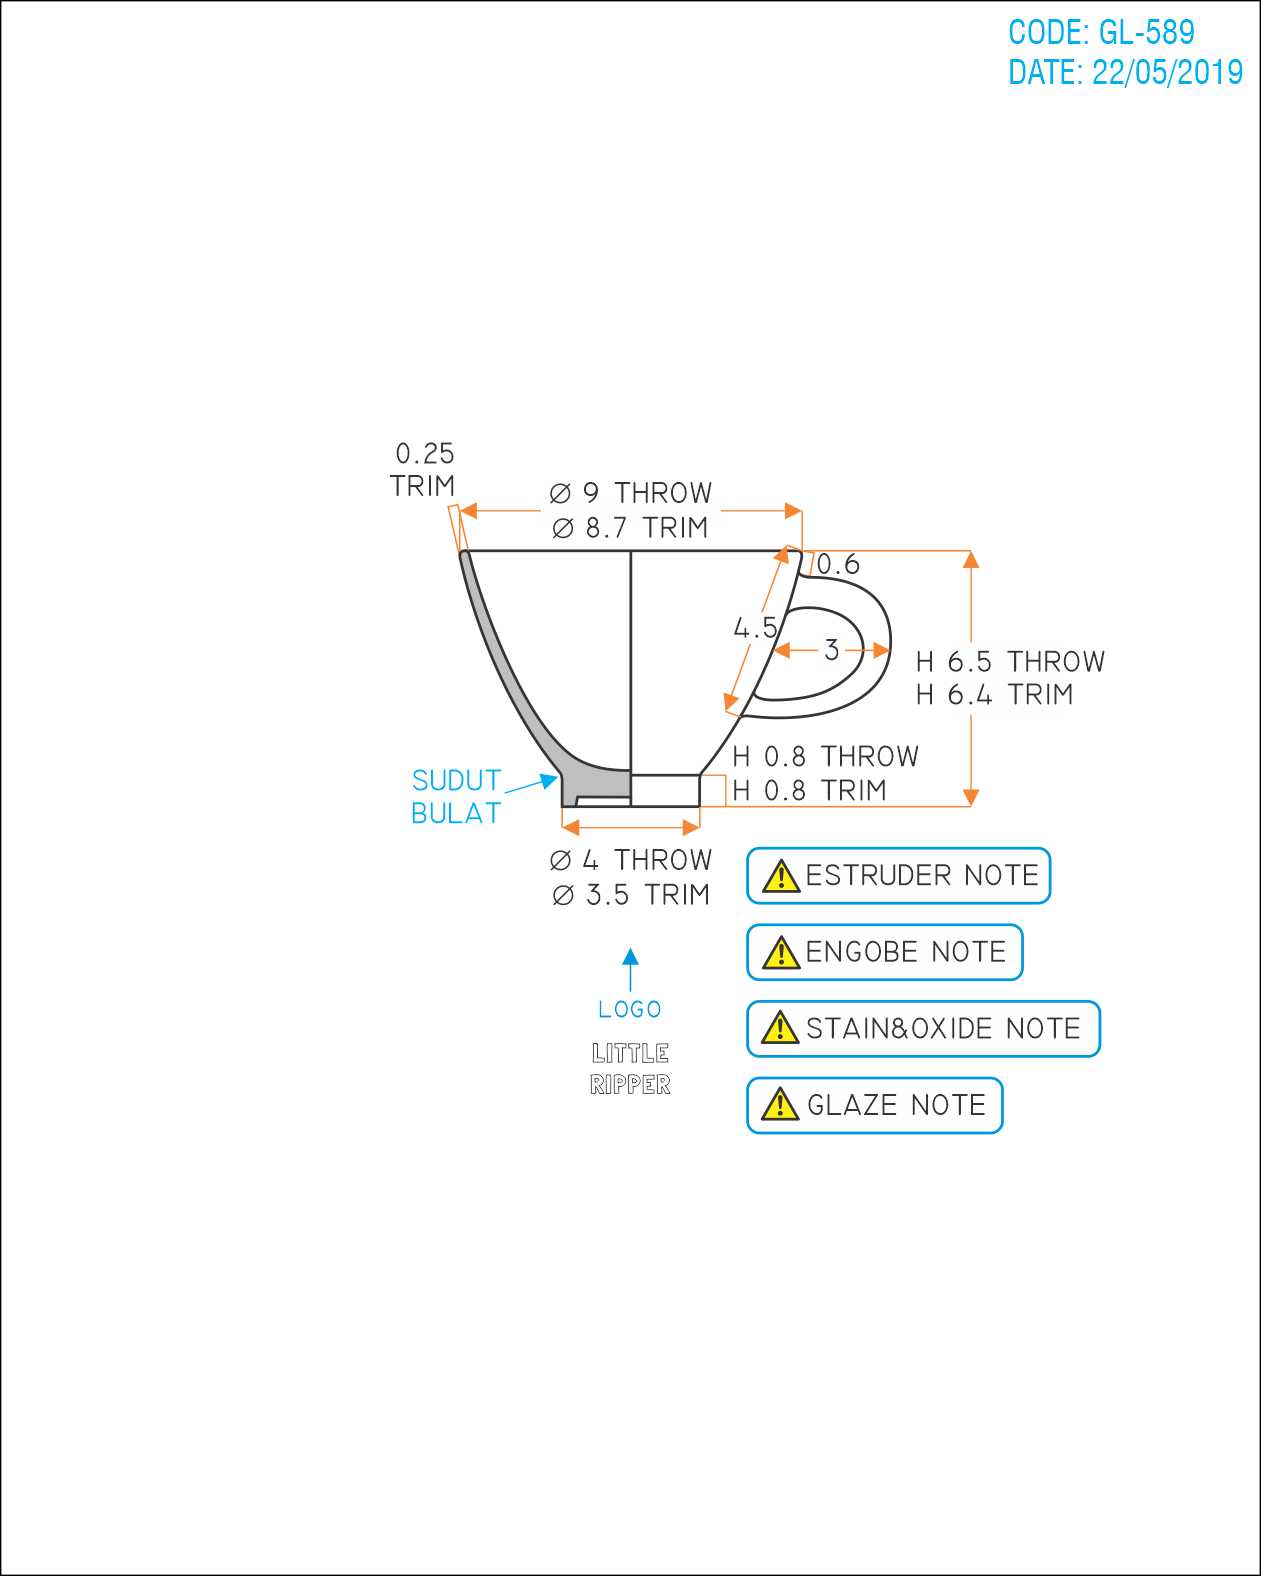 CODE: GL-589
DATE: 22/05/2019
0.25
TRIM
Ø 9 THROW
Ø 8.7 TRIM
0.6
4.5
3
H 6.5 THROW
H 6.4 TRIM
H 0.8 THROW
H 0.8 TRIM
SUDUT
BULAT
Ø 4 THROW
Ø 3.5 TRIM
ESTRUDER NOTE
ENGOBE NOTE
STAIN&OXIDE NOTE
GLAZE NOTE
LOGO
LITTLE
RIPPER